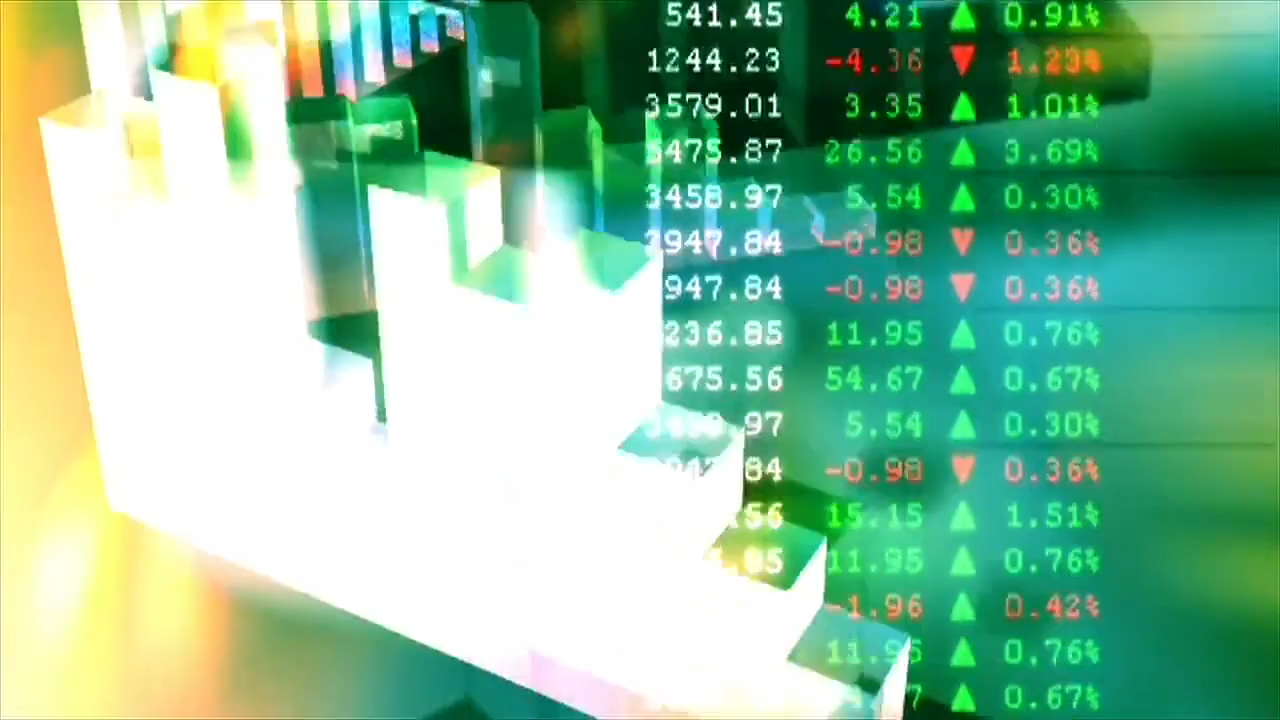 541.45 4.21 ▲ 0.91%
1244.23 -4.36 ▼ 1.23%
3579.01 3.35 ▲ 1.01%
5475.87 26.56 ▲ 3.69%
3458.97 5.54 ▲ 0.30%
3947.84 -0.98 ▼ 0.36%
947.84 -0.98 ▼ 0.36%
236.85 11.95 ▲ 0.76%
675.56 54.67 ▲ 0.67%
.97 5.54 ▲ 0.30%
84 -0.98 ▼ 0.36%
.56 15.15 ▲ 1.51%
.85 11.95 ▲ 0.76%
-1.96 ▲ 0.42%
11.95 ▲ 0.76%
▲ 0.67%